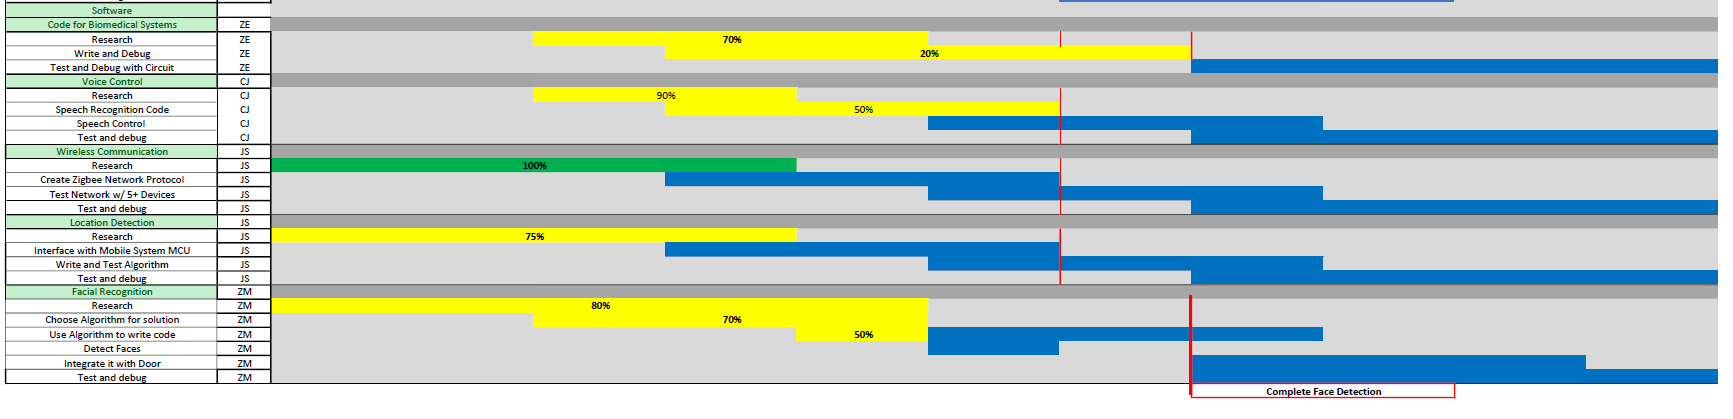 Software
Code for Biomedical Systems ZE
Research ZE 70%
Write and Debug ZE 20%
Test and Debug with Circuit ZE
Voice Control CJ
Research CJ 90%
Speech Recognition Code CJ 50%
Speech Control CJ
Test and debug CJ
Wireless Communication JS
Research JS 100%
Create Zigbee Network Protocol JS
Test Network w/ 5+ Devices JS
Test and debug JS
Location Detection JS
Research JS 75%
Interface with Mobile System MCU JS
Write and Test Algorithm JS
Test and debug JS
Facial Recognition ZM
Research ZM 80%
Choose Algorithm for solution ZM 70%
Use Algorithm to write code ZM 50%
Detect Faces ZM
Integrate it with Door ZM
Test and debug ZM
Complete Face Detection